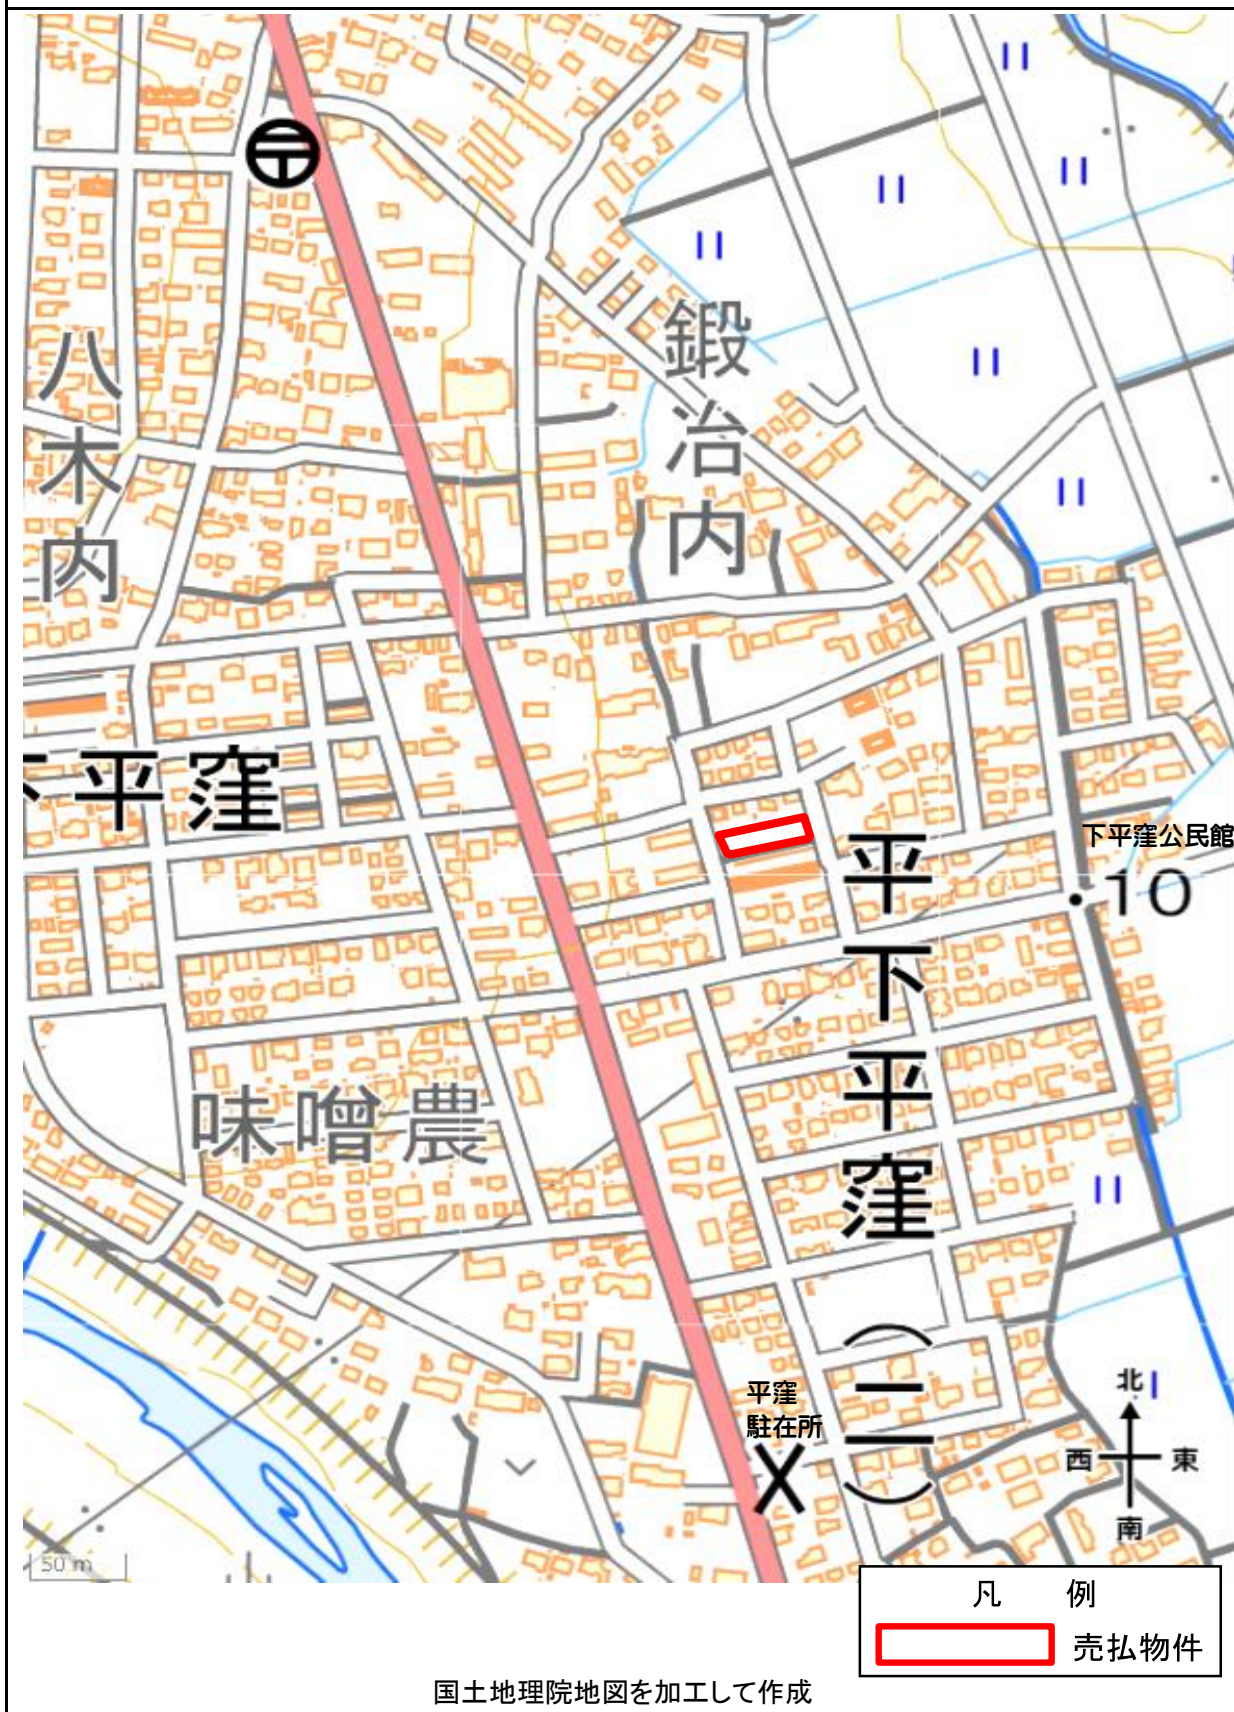 鍛冶内
八木内
下平窪
下平窪公民館
・10
平下平窪(二)
味噌農
平窪
駐在所
北
西 東
南
50 m
凡 例
売払物件
国土地理院地図を加工して作成